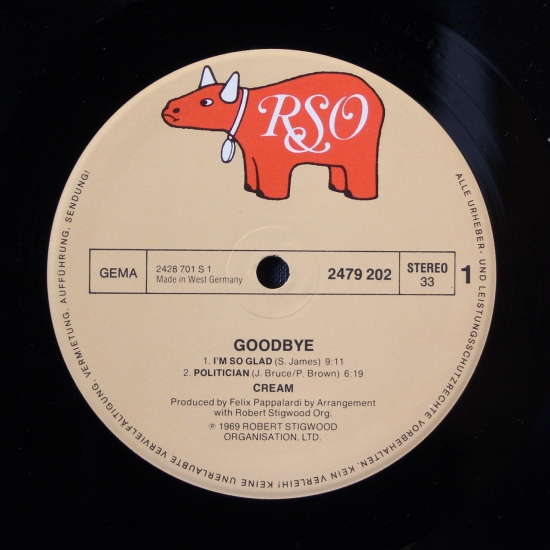 RSO
GEMA
2428 701 S 1
Made in West Germany
2479 202
STEREO
33
1
GOODBYE
1. I'M SO GLAD (S. James) 9:11
2. POLITICIAN (J. Bruce/P. Brown) 6:19
CREAM
Produced by Felix Pappalardi by Arrangement
with Robert Stigwood Org.
℗ 1969 ROBERT STIGWOOD
ORGANISATION, LTD.
ALLE URHEBER- UND LEISTUNGSSCHUTZRECHTE VORBEHALTEN. KEIN VERLEIH! KEINE UNERLAUBTE VERVIELFÄLTIGUNG, VERMIETUNG, AUFFÜHRUNG, SENDUNG!